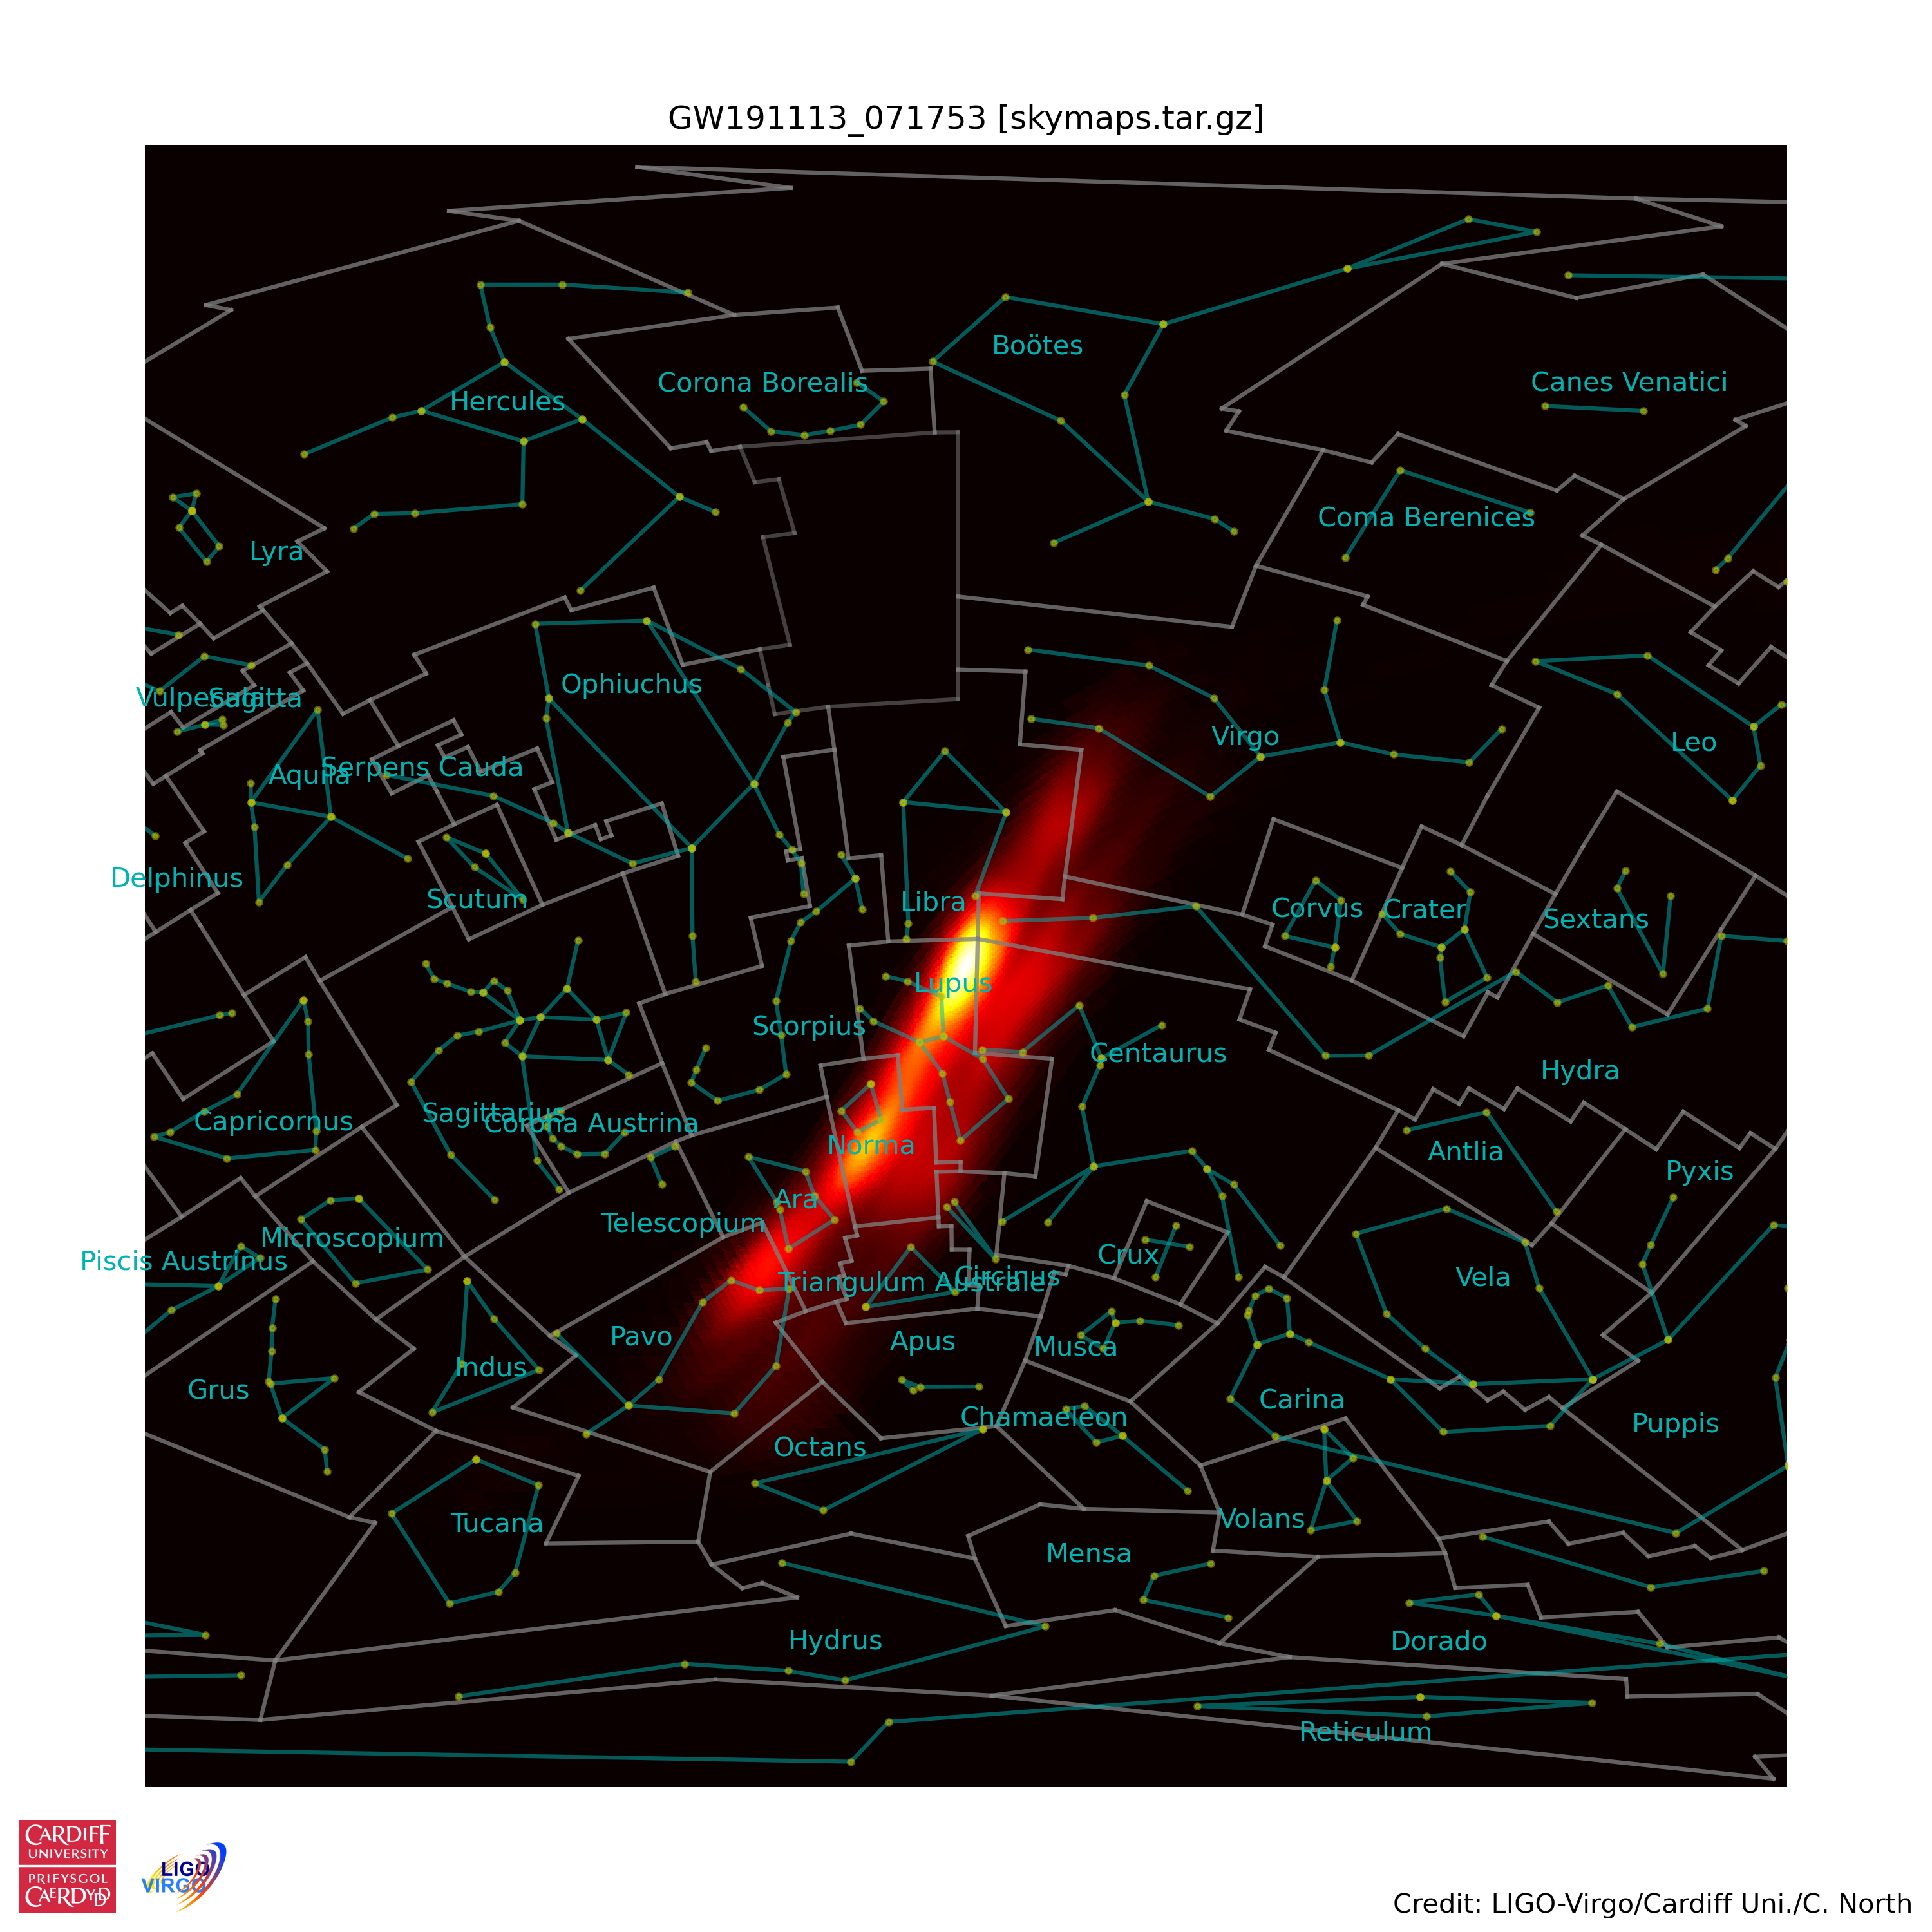 GW191113_071753 [skymaps.tar.gz]
Boötes
Corona Borealis
Canes Venatici
Hercules
Coma Berenices
Lyra
Ophiuchus
Vulpecula
Sagitta
Virgo
Leo
Serpens Cauda
Aquila
Delphinus
Scutum
Libra
Corvus
Crater
Sextans
Lupus
Scorpius
Centaurus
Hydra
Capricornus
Sagittarius
Corona Austrina
Norma
Antlia
Pyxis
Ara
Telescopium
Microscopium
Piscis Austrinus
Crux
Triangulum Australe
Circinus
Vela
Pavo
Apus
Musca
Indus
Grus
Carina
Chamaeleon
Puppis
Octans
Tucana
Volans
Mensa
Hydrus
Dorado
Reticulum
CARDIFF
UNIVERSITY
PRIFYSGOL
CAERDYDD
LIGO
VIRGO
Credit: LIGO-Virgo/Cardiff Uni./C. North